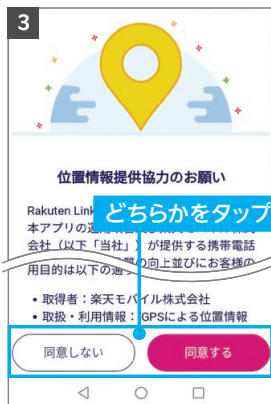 3
位置情報提供協力のお願い
Rakuten Link
どちらかをタップ
本アプリの運
会社（以下「当社」）が提供する携帯電話
の向上並びにお客様の
用目的は以下の通
• 取得者：楽天モバイル株式会社
• 取扱・利用情報：GPSによる位置情報
同意しない
同意する